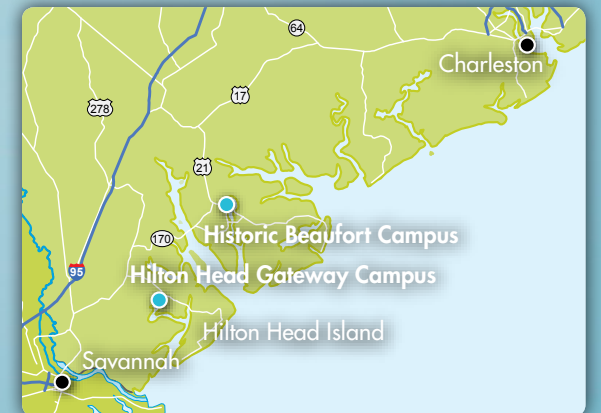 64
Charleston
17
278
21
Historic Beaufort Campus
170
Hilton Head Gateway Campus
95
Hilton Head Island
Savannah